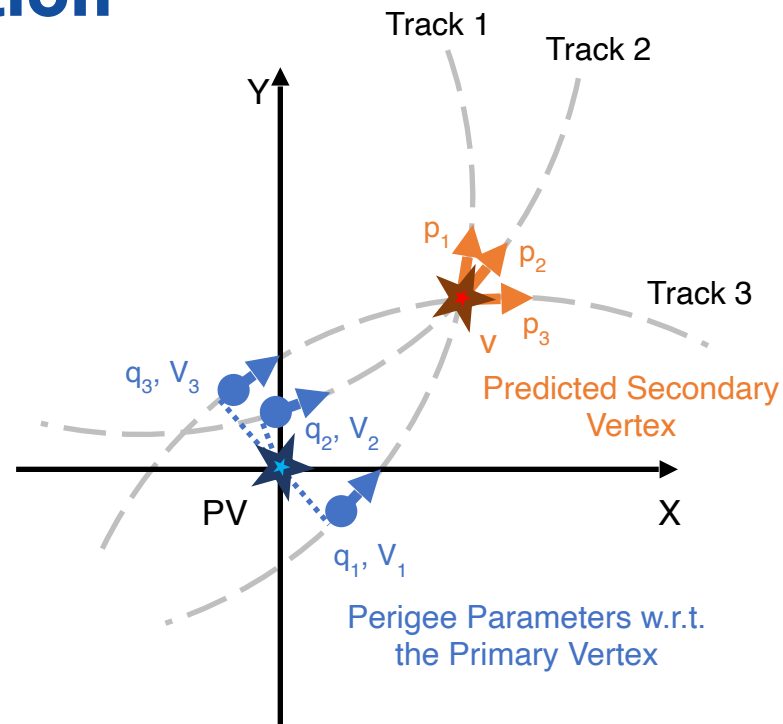 Track 1
Track 2
Y
p1
p2
Track 3
p3
v
q3, V3
Predicted Secondary
Vertex
q2, V2
PV
X
q1, V1
Perigee Parameters w.r.t.
the Primary Vertex